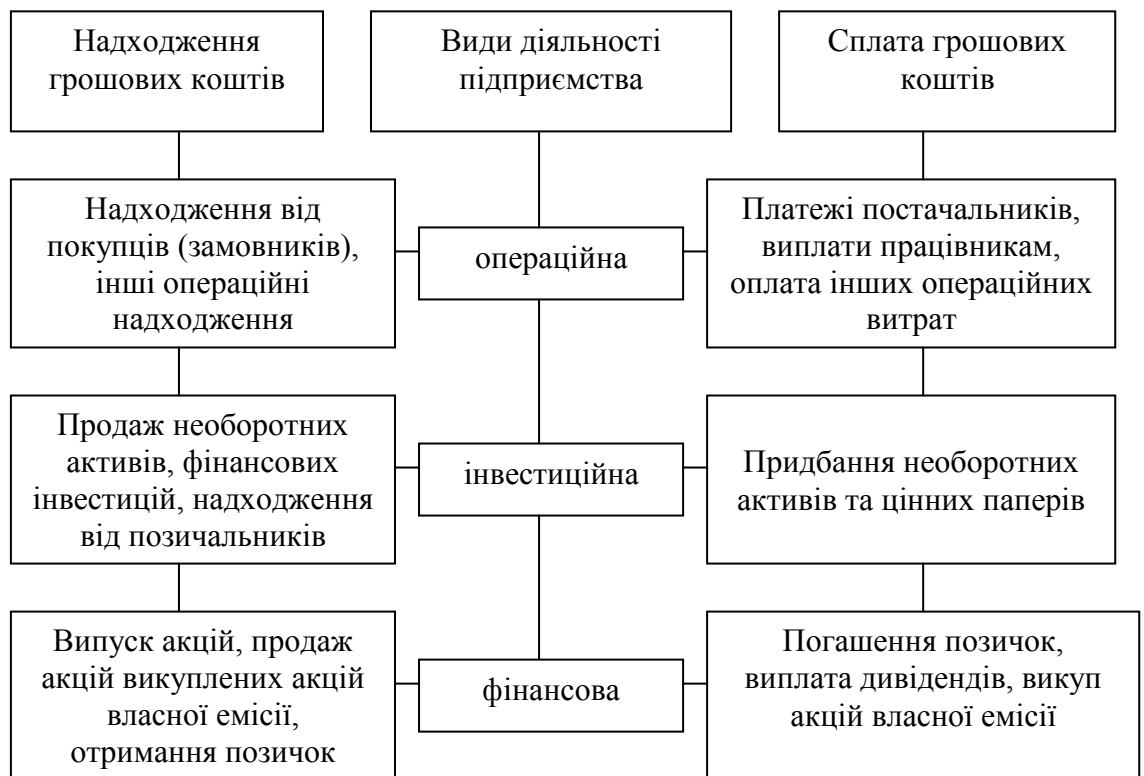 Надходження
грошових коштів
Види діяльності
підприємства
Сплата грошових
коштів
Надходження від
покупців (замовників),
інші операційні
надходження
операційна
Платежі постачальників,
виплати працівникам,
оплата інших операційних
витрат
Продаж необоротних
активів, фінансових
інвестицій, надходження
від позичальників
інвестиційна
Придбання необоротних
активів та цінних паперів
Випуск акцій, продаж
акцій викуплених акцій
власної емісії,
отримання позичок
фінансова
Погашення позичок,
виплата дивідендів, викуп
акцій власної емісії